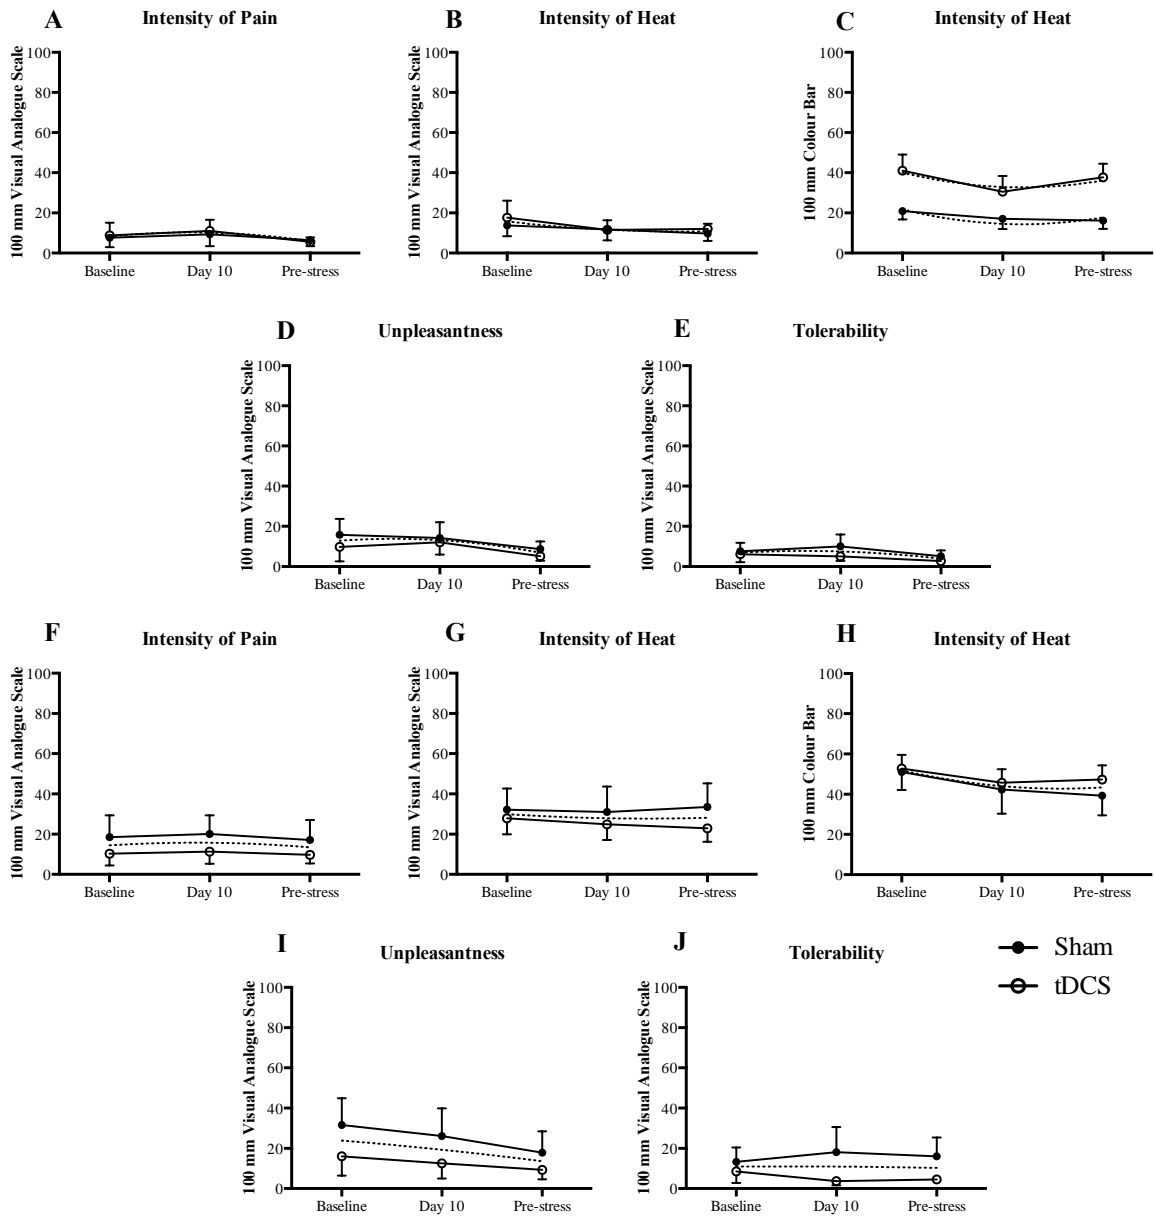 A
Intensity of Pain
100 mm Visual Analogue Scale
100
80
60
40
20
0
Baseline
Day 10
Pre-stress
B
Intensity of Heat
100 mm Visual Analogue Scale
100
80
60
40
20
0
Baseline
Day 10
Pre-stress
C
Intensity of Heat
100 mm Colour Bar
100
80
60
40
20
0
Baseline
Day 10
Pre-stress
D
Unpleasantness
100 mm Visual Analogue Scale
100
80
60
40
20
0
Baseline
Day 10
Pre-stress
E
Tolerability
100 mm Visual Analogue Scale
100
80
60
40
20
0
Baseline
Day 10
Pre-stress
F
Intensity of Pain
100 mm Visual Analogue Scale
100
80
60
40
20
0
Baseline
Day 10
Pre-stress
G
Intensity of Heat
100 mm Visual Analogue Scale
100
80
60
40
20
0
Baseline
Day 10
Pre-stress
H
Intensity of Heat
100 mm Colour Bar
100
80
60
40
20
0
Baseline
Day 10
Pre-stress
I
Unpleasantness
100 mm Visual Analogue Scale
100
80
60
40
20
0
Baseline
Day 10
Pre-stress
J
Tolerability
100 mm Visual Analogue Scale
100
80
60
40
20
0
Baseline
Day 10
Pre-stress
Sham
tDCS